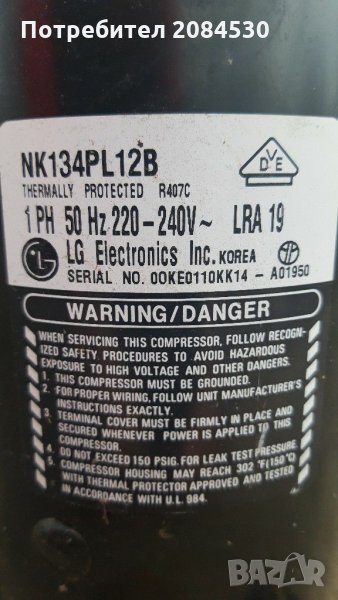 Потребител 2084530
NK134PL12B
THERMALLY PROTECTED R407C
DVE
1 PH 50 Hz 220-240V~ LRA 19
LG LG Electronics Inc. KOREA
SERIAL NO. 00KE0110KK14 - A01950
WARNING/DANGER
WHEN SERVICING THIS COMPRESSOR, FOLLOW RECOGN-
IZED SAFETY. PROCEDURES TO AVOID HAZARDOUS
EXPOSURE TO HIGH VOLTAGE AND OTHER DANGERS.
1. THIS COMPRESSOR MUST BE GROUNDED.
2. FOR PROPER WIRING, FOLLOW UNIT MANUFACTURER'S
INSTRUCTIONS EXACTLY.
3. TERMINAL COVER MUST BE FIRMLY IN PLACE AND
SECURED WHENEVER POWER IS APPLIED TO THIS
COMPRESSOR.
4. DO NOT EXCEED 150 PSIG. FOR LEAK TEST PRESSURE.
5. COMPRESSOR HOUSING MAY REACH 302 °F(150°C)
WITH THERMAL PROTECTOR APPROVED AND TESTED
IN ACCORDANCE WITH U.L 984.
BAZAR